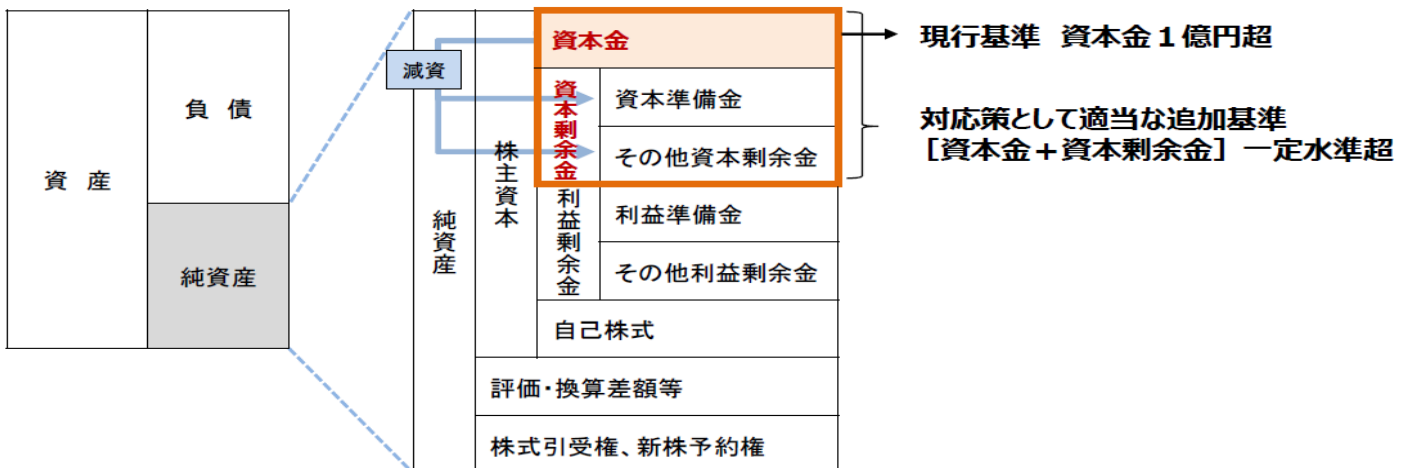 資 産
負 債
純資産
減資
純資産
株主資本
資本金
資本剰余金
資本準備金
その他資本剰余金
利益剰余金
利益準備金
その他利益剰余金
自己株式
評価・換算差額等
株式引受権、新株予約権
現行基準 資本金１億円超
対応策として適当な追加基準
［資本金＋資本剰余金］一定水準超